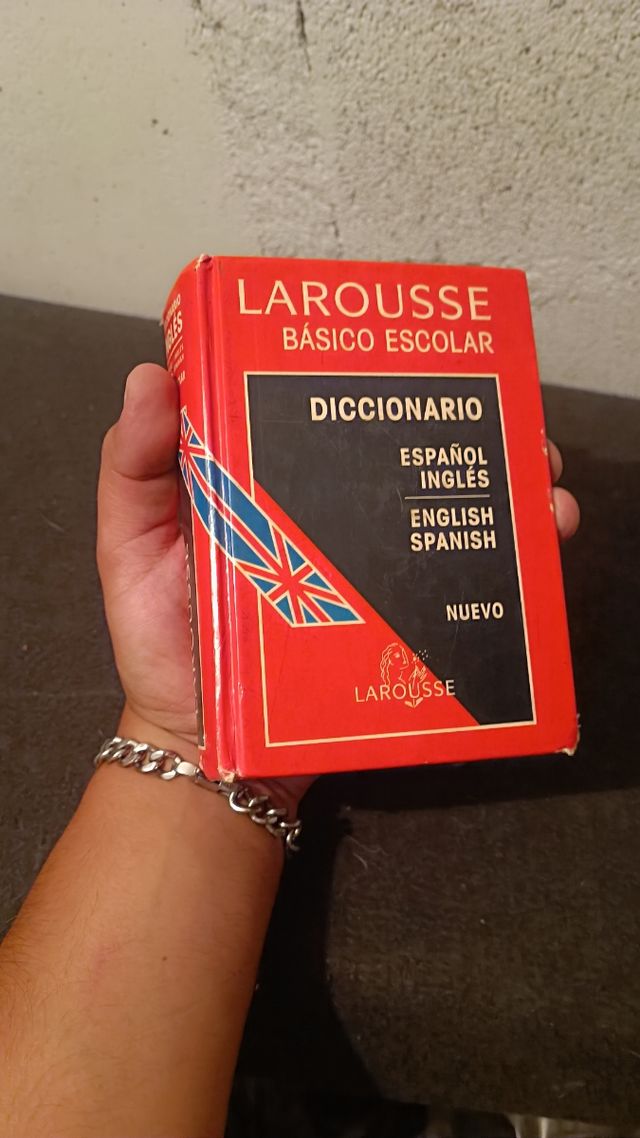 LAROUSSE
BÁSICO ESCOLAR
DICCIONARIO
ESPAÑOL
INGLÉS
ENGLISH
SPANISH
NUEVO
LAROUSSE